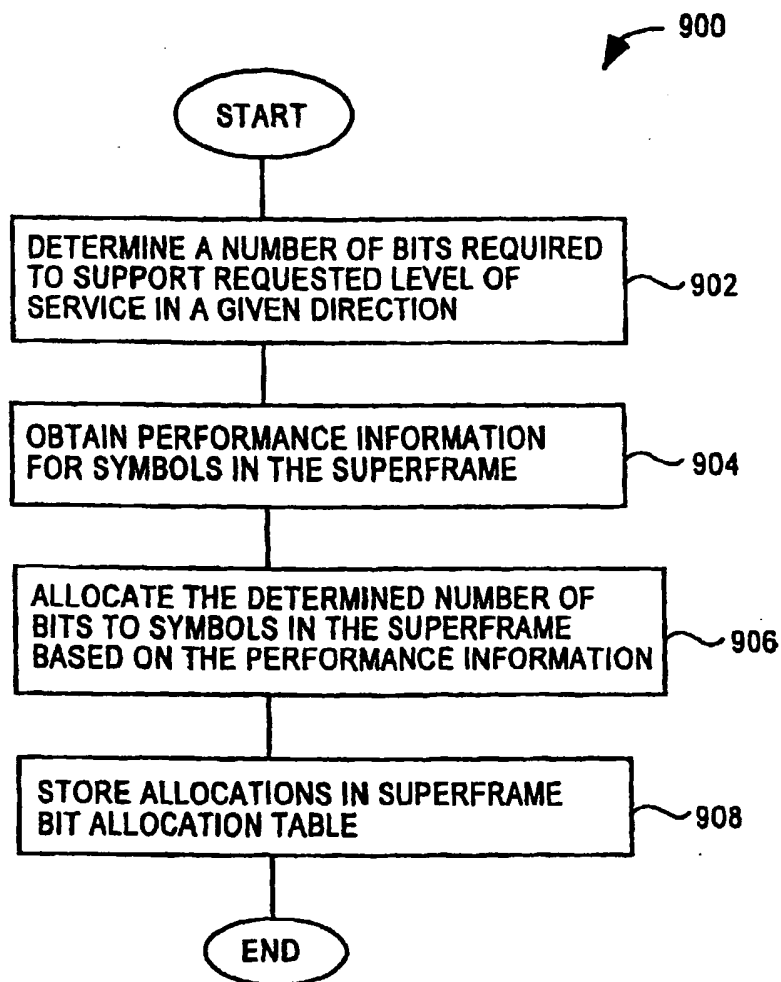 900
START
DETERMINE A NUMBER OF BITS REQUIRED
TO SUPPORT REQUESTED LEVEL OF
SERVICE IN A GIVEN DIRECTION
902
OBTAIN PERFORMANCE INFORMATION
FOR SYMBOLS IN THE SUPERFRAME
904
ALLOCATE THE DETERMINED NUMBER OF
BITS TO SYMBOLS IN THE SUPERFRAME
BASED ON THE PERFORMANCE INFORMATION
906
STORE ALLOCATIONS IN SUPERFRAME
BIT ALLOCATION TABLE
908
END